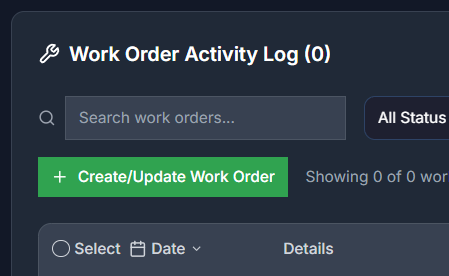 Work Order Activity Log (0)
Search work orders...
All Status
Create/Update Work Order
Showing 0 of 0 wor
Select Date Details